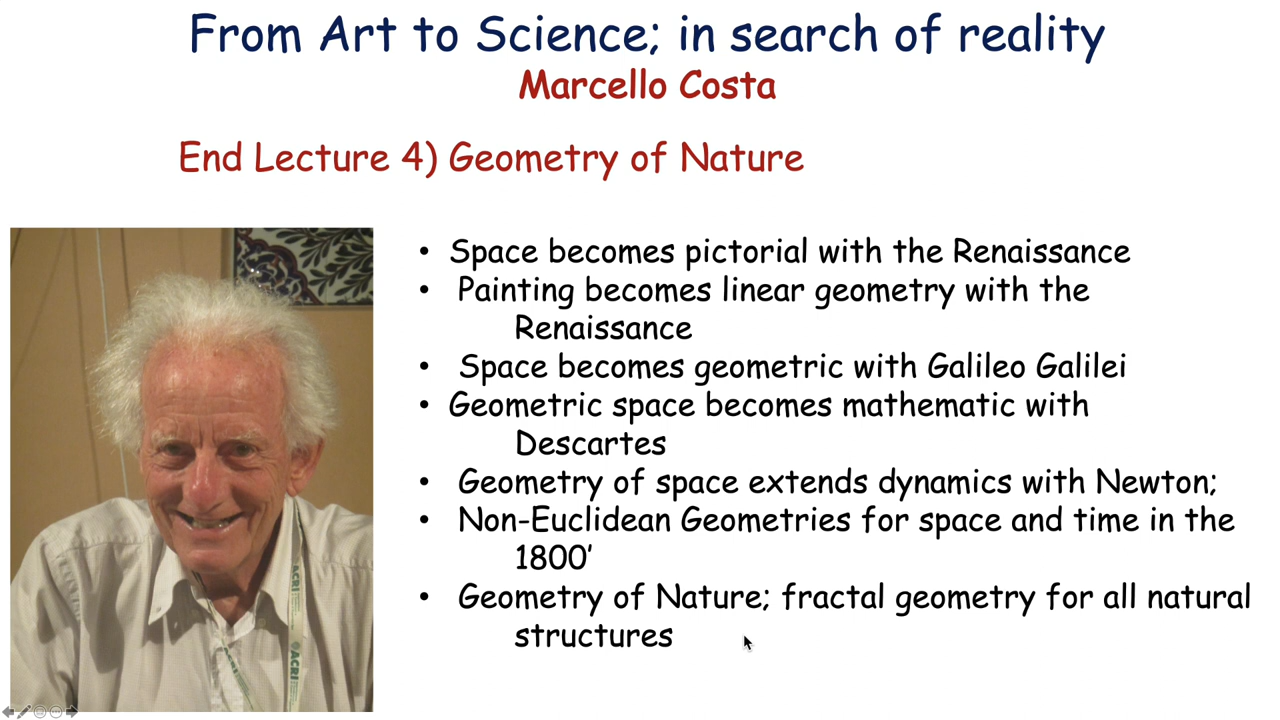 From Art to Science; in search of reality
Marcello Costa
End Lecture 4) Geometry of Nature
• Space becomes pictorial with the Renaissance
• Painting becomes linear geometry with the
Renaissance
• Space becomes geometric with Galileo Galilei
• Geometric space becomes mathematic with
Descartes
• Geometry of space extends dynamics with Newton;
• Non-Euclidean Geometries for space and time in the
1800'
• Geometry of Nature; fractal geometry for all natural
structures
ACRI
ACRI